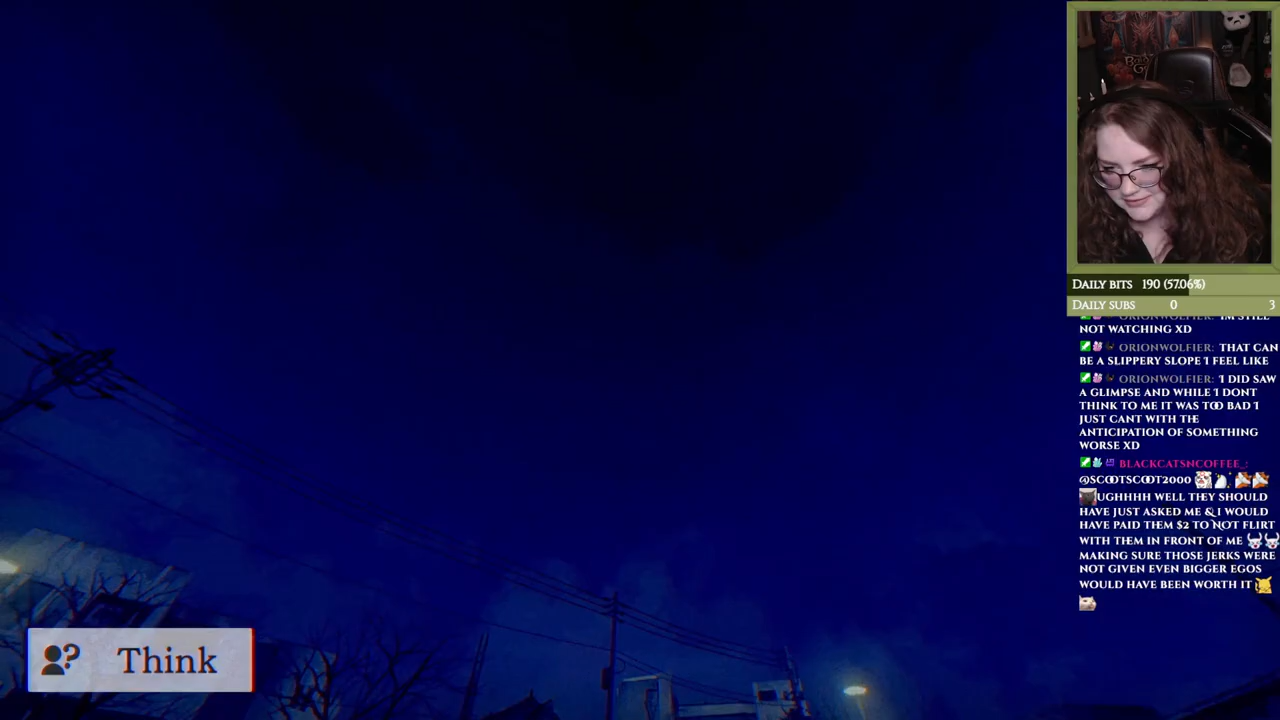 DAILY BITS 190 (57.06%)
DAILY SUBS 0 3
ORIONWOLFIER: I'M STILL
NOT WATCHING XD
ORIONWOLFIER: THAT CAN
BE A SLIPPERY SLOPE I FEEL LIKE
ORIONWOLFIER: I DID SAW
A GLIMPSE AND WHILE I DONT
THINK TO ME IT WAS TOO BAD I
JUST CANT WITH THE
ANTICIPATION OF SOMETHING
WORSE XD
BLACKCATSNCOFFEE_:
@SCOOTSCOOT2000
UGHHHH WELL THEY SHOULD
HAVE JUST ASKED ME & I WOULD
HAVE PAID THEM $2 TO NOT FLIRT
WITH THEM IN FRONT OF ME
MAKING SURE THOSE JERKS WERE
NOT GIVEN EVEN BIGGER EGOS
WOULD HAVE BEEN WORTH IT
Think